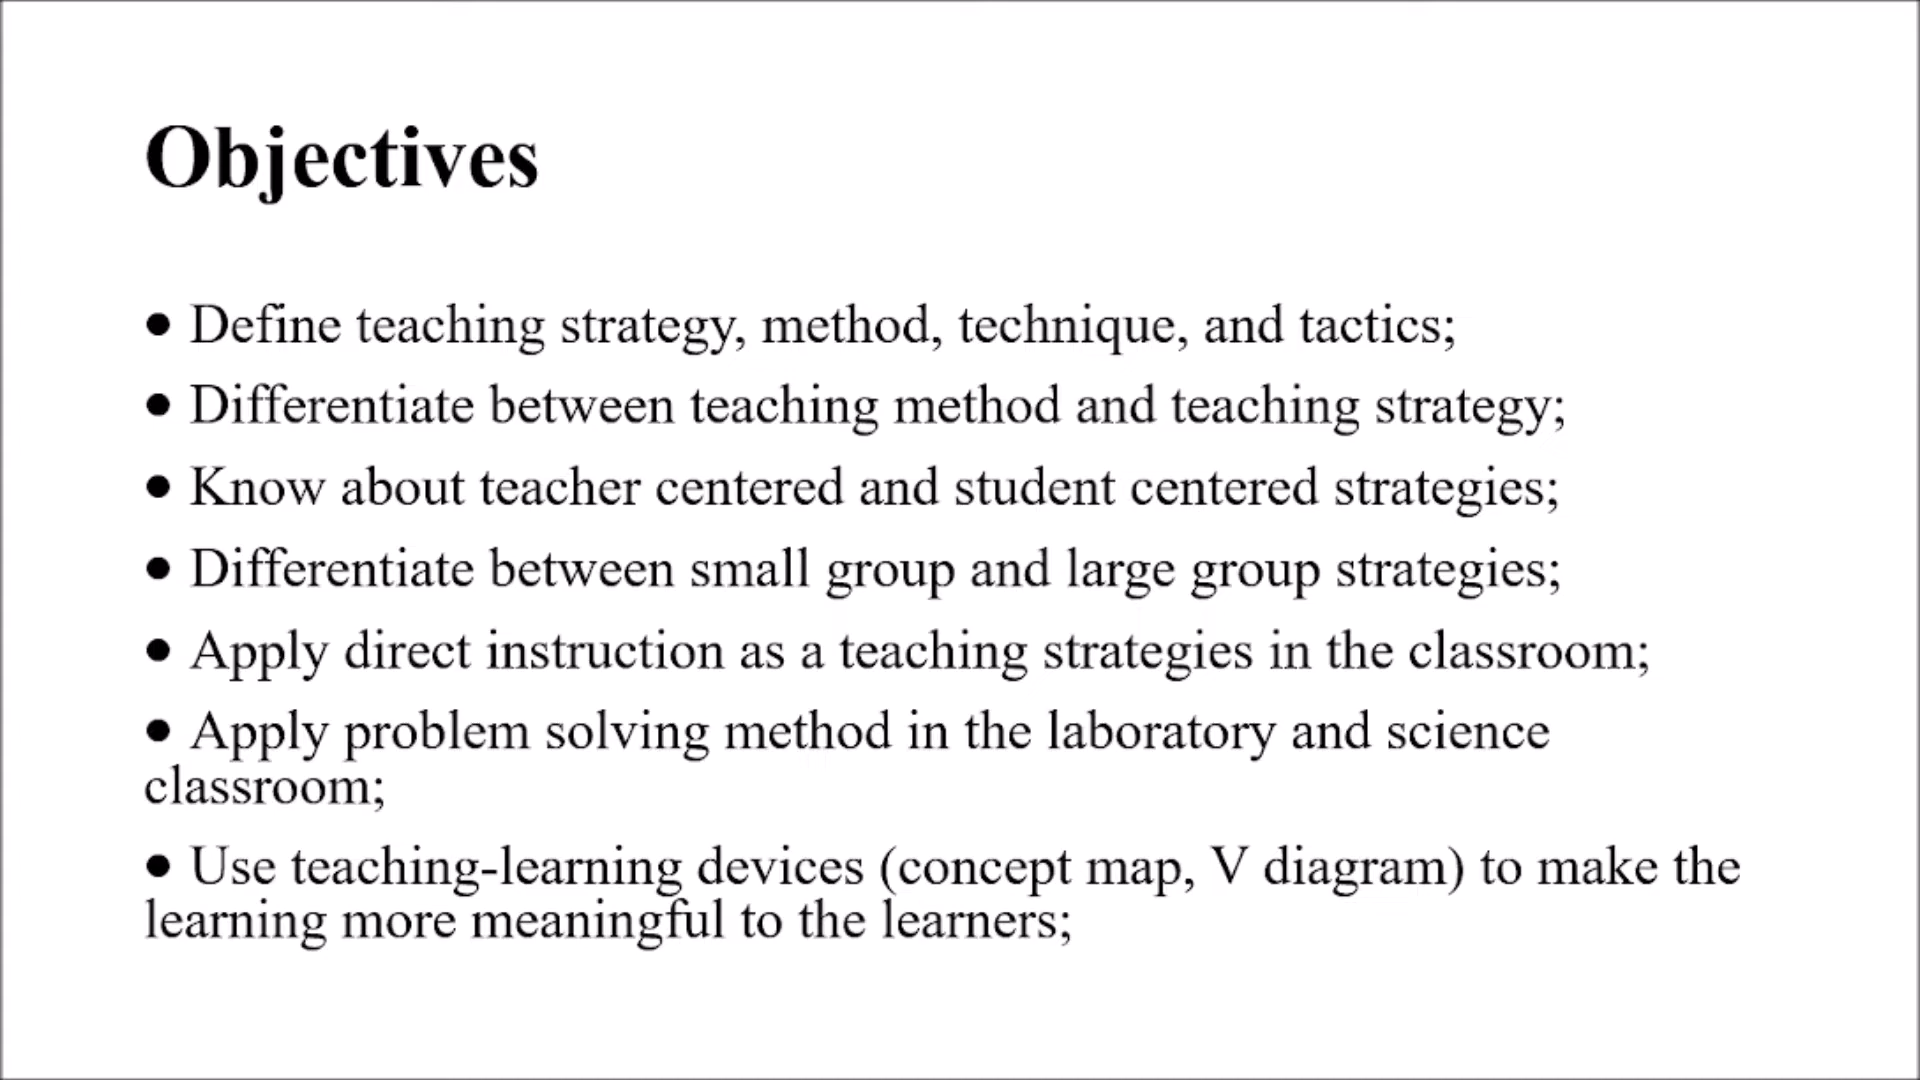 Objectives
● Define teaching strategy, method, technique, and tactics;
● Differentiate between teaching method and teaching strategy;
● Know about teacher centered and student centered strategies;
● Differentiate between small group and large group strategies;
● Apply direct instruction as a teaching strategies in the classroom;
● Apply problem solving method in the laboratory and science
classroom;
● Use teaching-learning devices (concept map, V diagram) to make the
learning more meaningful to the learners;